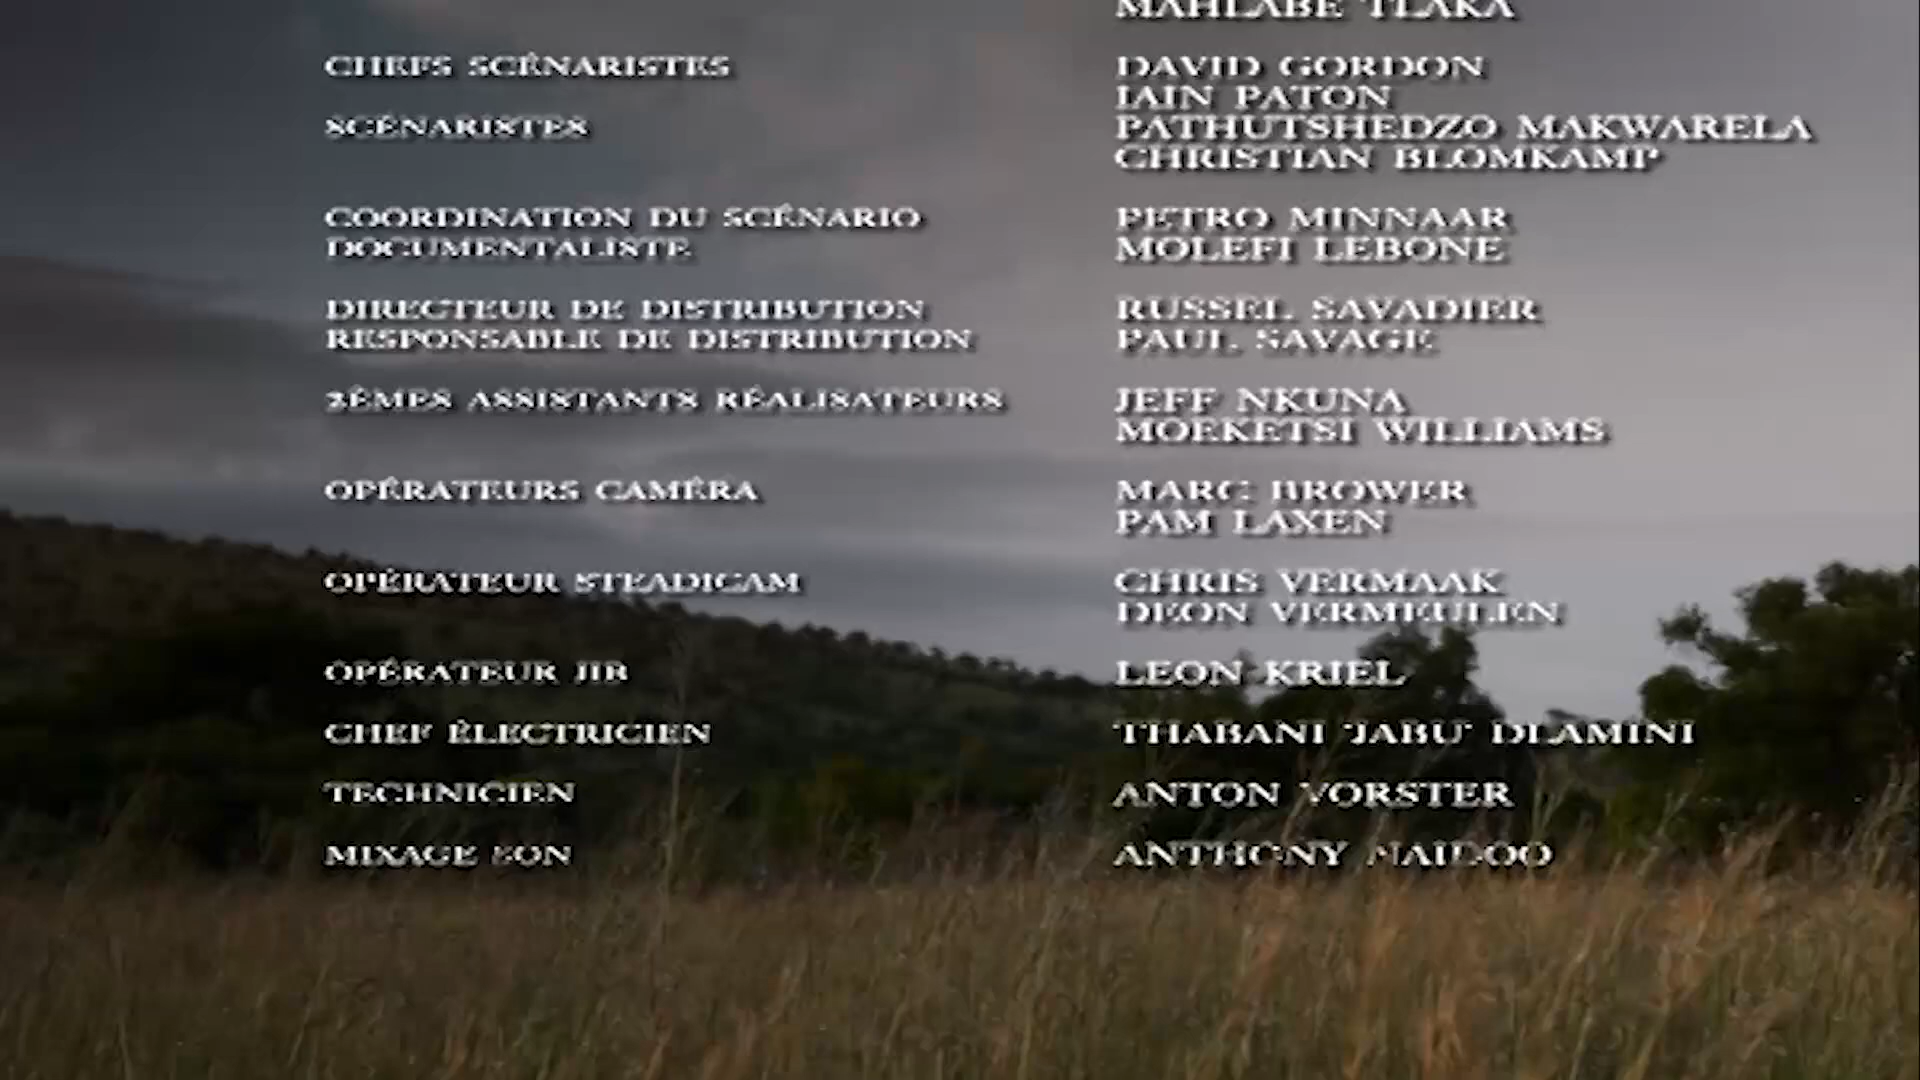 MAHLABE TLAKA
CHEFS SCÉNARISTES DAVID GORDON
IAIN PATON
SCÉNARISTES PATHUTSHEDZO MAKWARELA
CHRISTIAN BLOMKAMP
COORDINATION DU SCÉNARIO PETRO MINNAAR
DOCUMENTALISTE MOLEFI LEBONE
DIRECTEUR DE DISTRIBUTION RUSSEL SAVADIER
RESPONSABLE DE DISTRIBUTION PAUL SAVAGE
2ÈMES ASSISTANTS RÉALISATEURS JEFF NKUNA
MOEKETSI WILLIAMS
OPÉRATEURS CAMÉRA MARC BROWER
PAM LAXEN
OPÉRATEUR STEADICAM CHRIS VERMAAK
DEON VERMEULEN
OPÉRATEUR JIB LEON KRIEL
CHEF ÉLECTRICIEN THABANI 'JABU' DLAMINI
TECHNICIEN ANTON VORSTER
MIXAGE SON ANTHONY NAIDOO